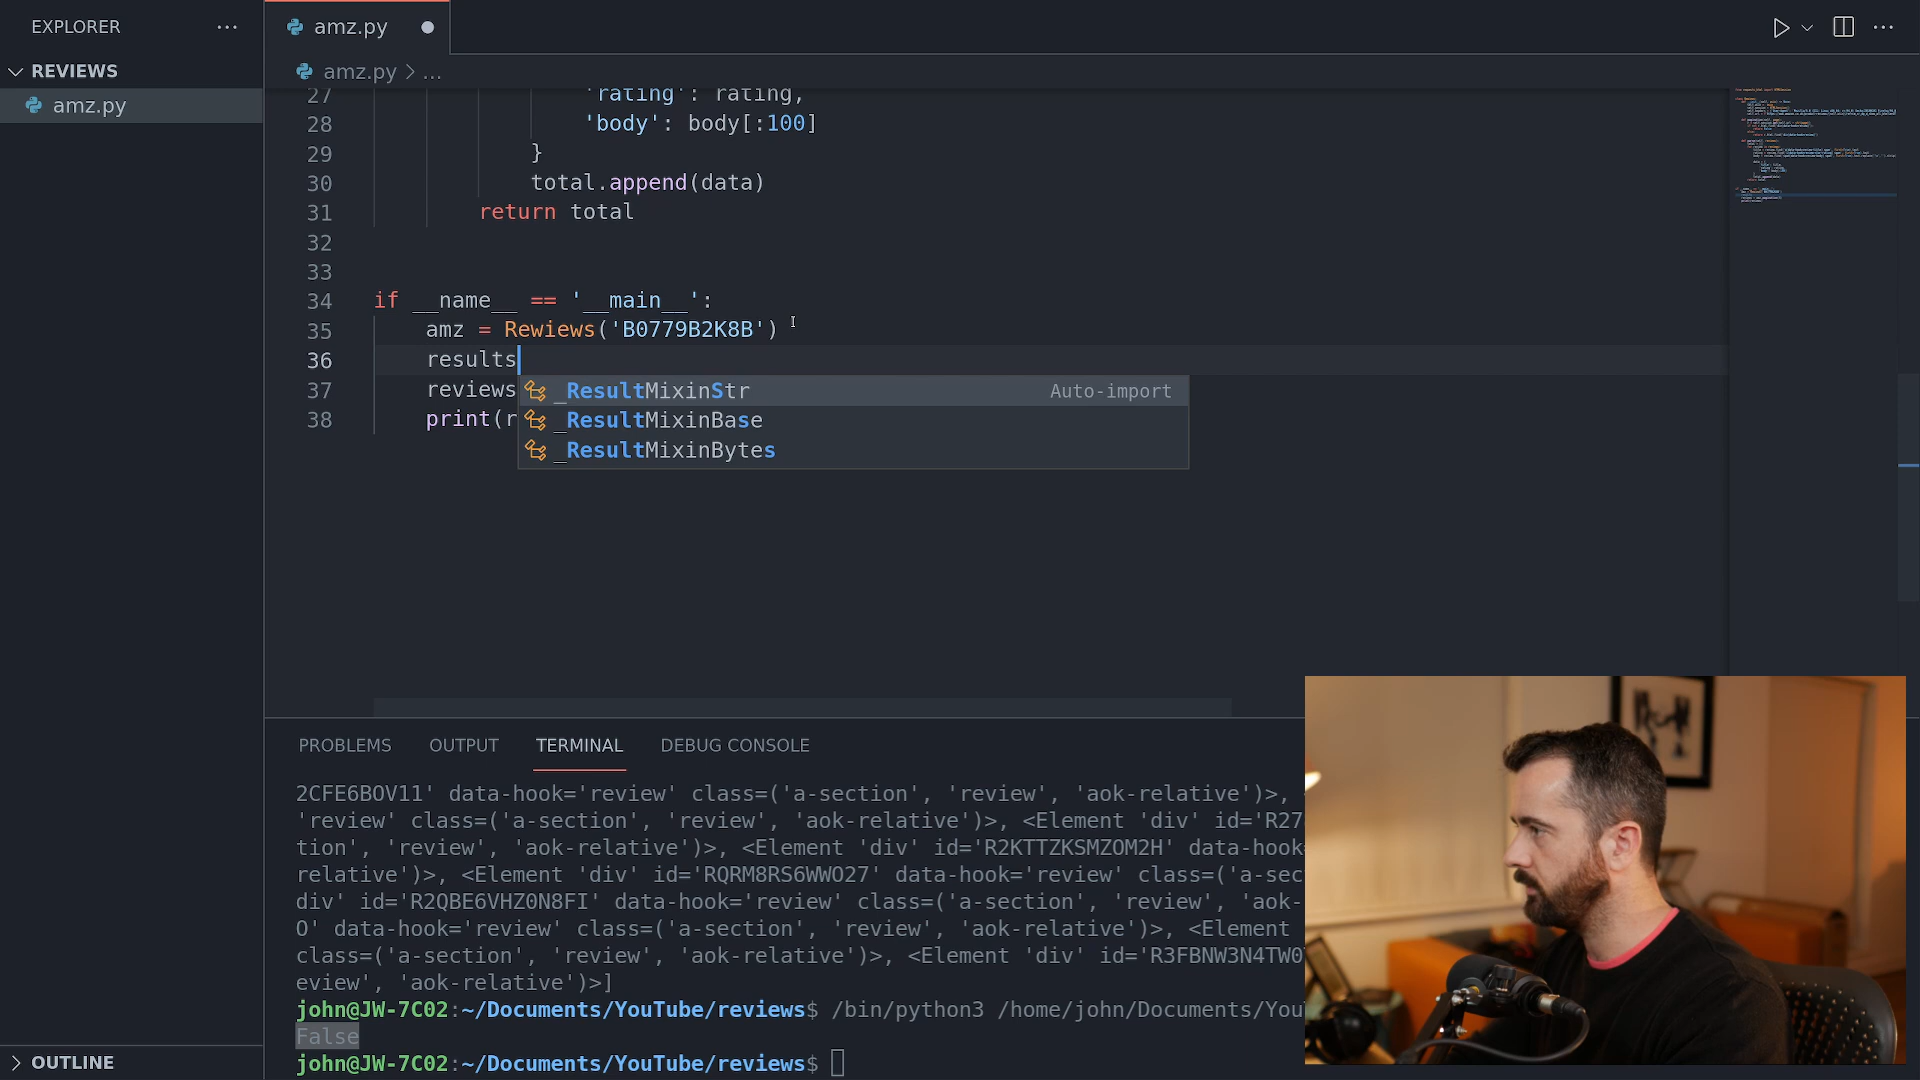 EXPLORER
REVIEWS
amz.py
OUTLINE
amz.py
amz.py > ...
27 'rating': rating,
28 'body': body[:100]
29 }
30 total.append(data)
31 return total
32
33
34 if __name__ == '__main__':
35 amz = Rewiews('B0779B2K8B')
36 results
37 reviews
38 print(r
_ResultMixinStr Auto-import
_ResultMixinBase
_ResultMixinBytes
PROBLEMS OUTPUT TERMINAL DEBUG CONSOLE
2CFE6BOV11' data-hook='review' class=('a-section', 'review', 'aok-relative')>,
'review' class=('a-section', 'review', 'aok-relative')>, <Element 'div' id='R27
tion', 'review', 'aok-relative')>, <Element 'div' id='R2KTTZKSMZOM2H' data-hook=
relative')>, <Element 'div' id='RQRM8RS6WWO27' data-hook='review' class=('a-sec
div' id='R2QBE6VHZ0N8FI' data-hook='review' class=('a-section', 'review', 'aok-
O' data-hook='review' class=('a-section', 'review', 'aok-relative')>, <Element
class=('a-section', 'review', 'aok-relative')>, <Element 'div' id='R3FBNW3N4TW0
eview', 'aok-relative')>]
john@JW-7C02:~/Documents/YouTube/reviews$ /bin/python3 /home/john/Documents/You
False
john@JW-7C02:~/Documents/YouTube/reviews$